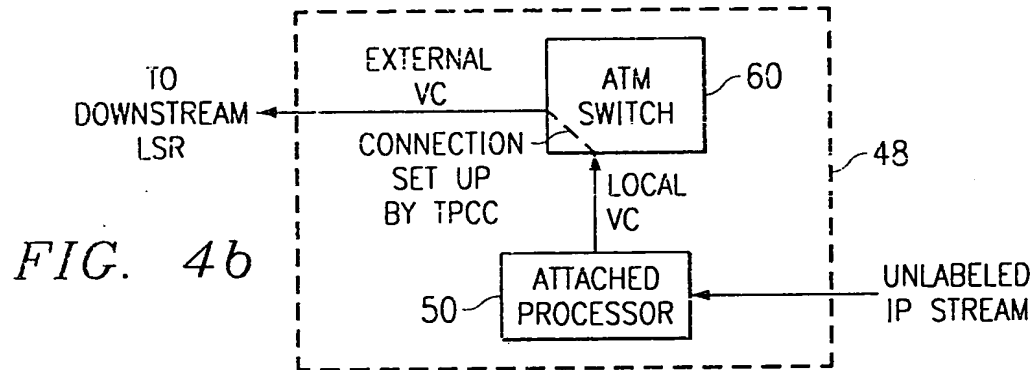 TO
DOWNSTREAM
LSR
EXTERNAL
VC
ATM
SWITCH
60
CONNECTION
SET UP
BY TPCC
LOCAL
VC
48
FIG. 4b
50
ATTACHED
PROCESSOR
UNLABELED
IP STREAM